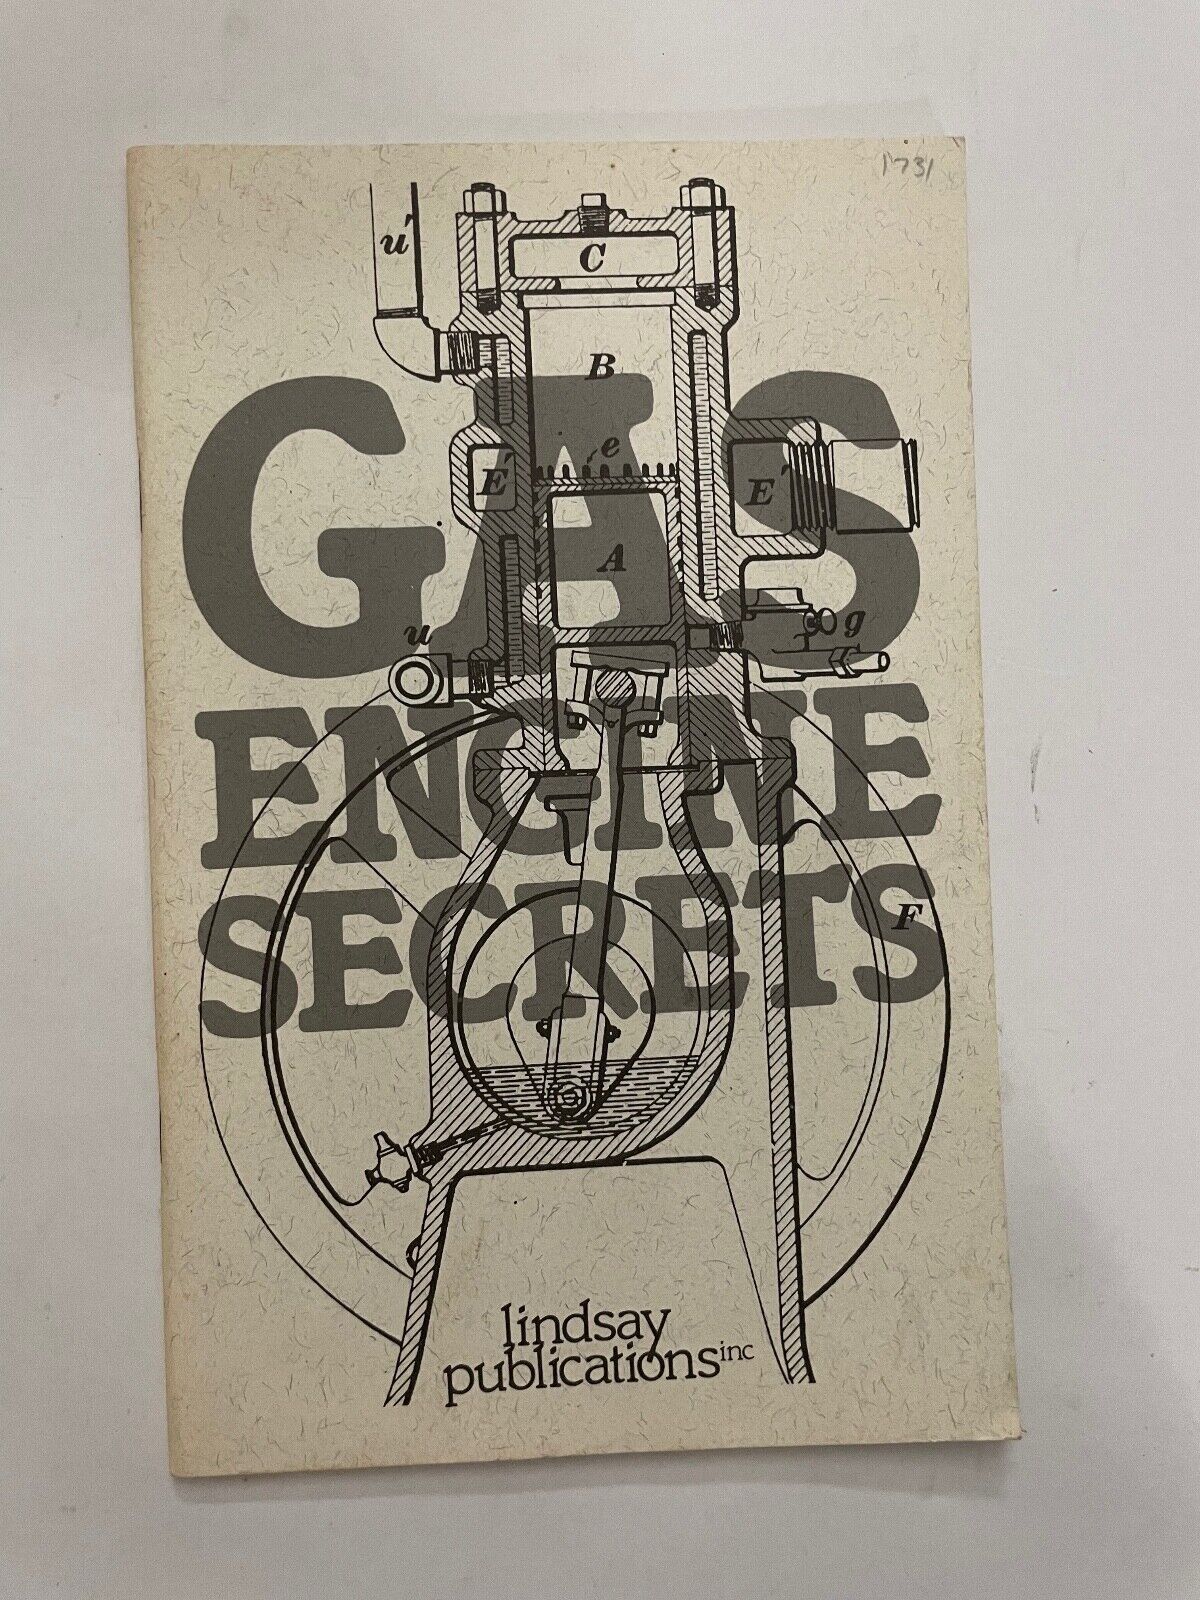 1731
u'
C
B
e
E'
E'
A
g
u
GAS
ENGINE
SECRETS
F
lindsay
publications inc